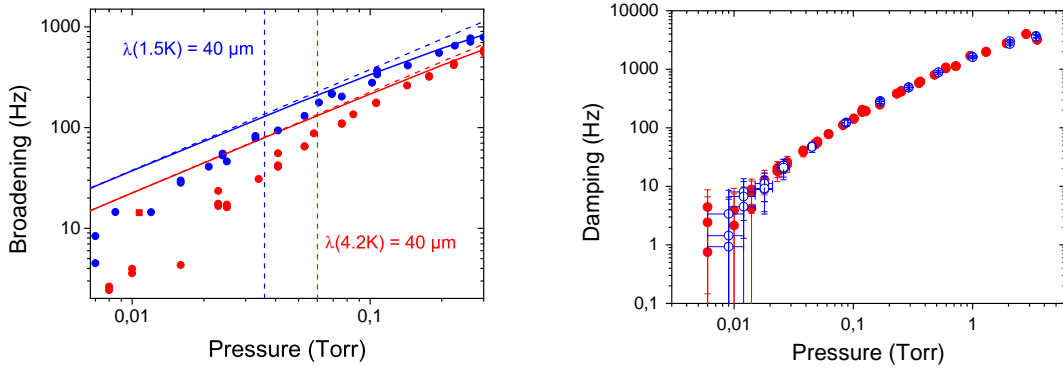 1000
100
10
Broadening (Hz)
λ(1.5K) = 40 µm
λ(4.2K) = 40 µm
0,01
0,1
Pressure (Torr)
10000
1000
100
10
1
0,1
Damping (Hz)
0,01
0,1
1
Pressure (Torr)